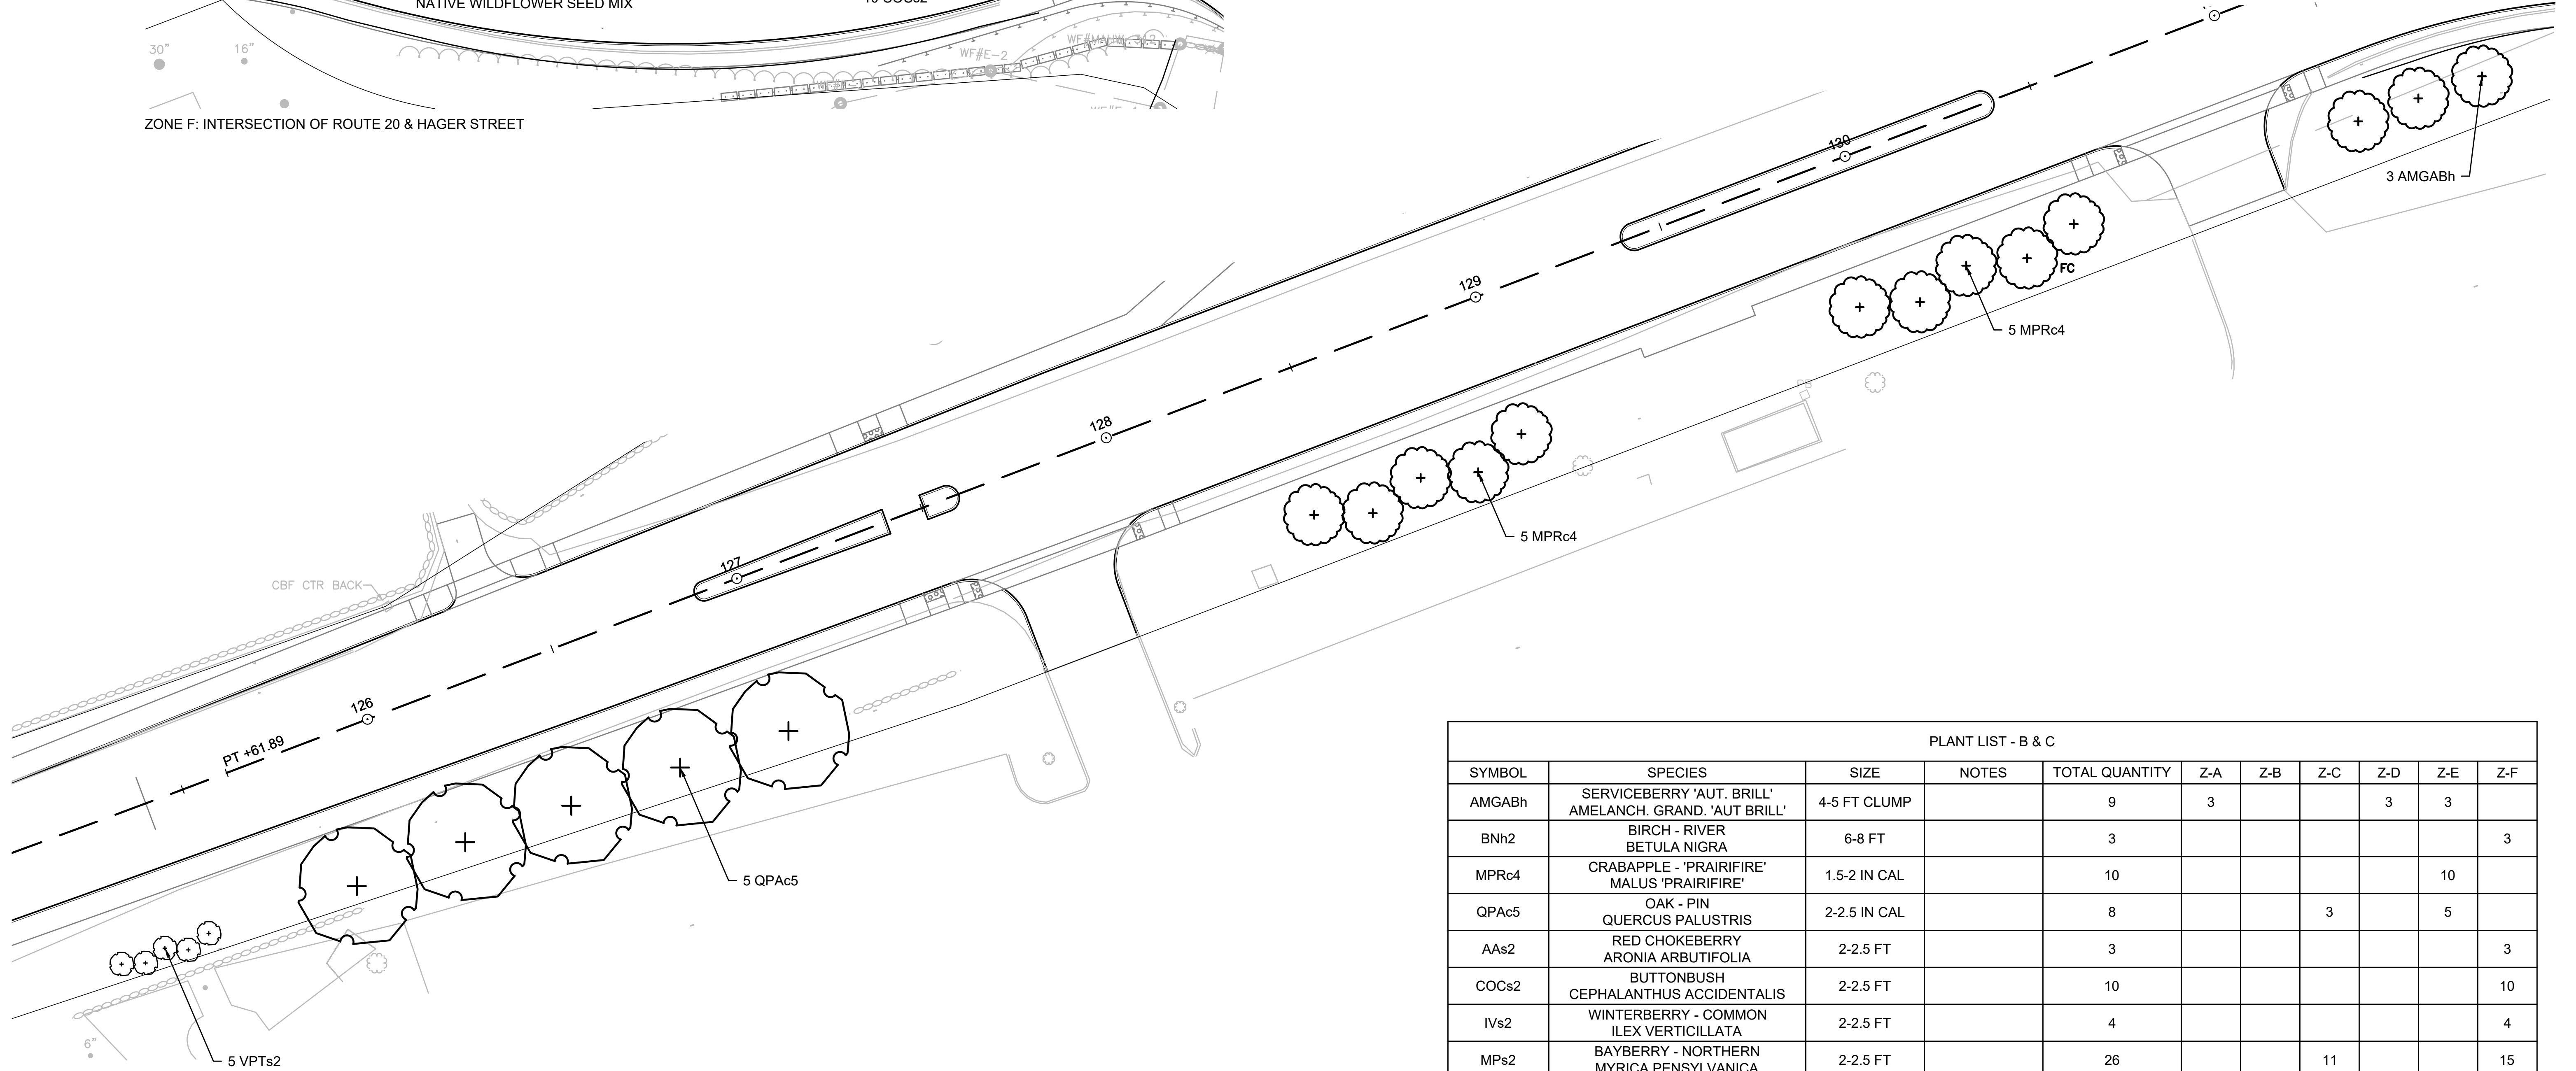 NATIVE WILDFLOWER SEED MIX
30"
16"
WF#E-2
ZONE F: INTERSECTION OF ROUTE 20 & HAGER STREET
130
3 AMGABh
FC
129
5 MPRc4
128
5 MPRc4
127
CBF CTR BACK
126
PT +61.89
5 QPAc5
6"
5 VPTs2
PLANT LIST - B & C
SYMBOL SPECIES SIZE NOTES TOTAL QUANTITY Z-A Z-B Z-C Z-D Z-E Z-F
AMGABh SERVICEBERRY 'AUT. BRILL' 4-5 FT CLUMP 9 3 3 3
AMELANCH. GRAND. 'AUT BRILL'
BNh2 BIRCH - RIVER 6-8 FT 3 3
BETULA NIGRA
MPRc4 CRABAPPLE - 'PRAIRIFIRE' 1.5-2 IN CAL 10 10
MALUS 'PRAIRIFIRE'
QPAc5 OAK - PIN 2-2.5 IN CAL 8 3 5
QUERCUS PALUSTRIS
AAs2 RED CHOKEBERRY 2-2.5 FT 3 3
ARONIA ARBUTIFOLIA
COCs2 BUTTONBUSH 2-2.5 FT 10 10
CEPHALANTHUS ACCIDENTALIS
IVs2 WINTERBERRY - COMMON 2-2.5 FT 4 4
ILEX VERTICILLATA
MPs2 BAYBERRY - NORTHERN 2-2.5 FT 26 11 15
MYRICA PENSYLVANICA